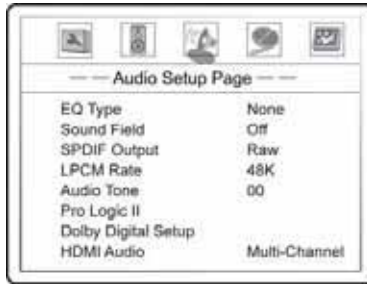 — — Audio Setup Page — —
EQ Type None
Sound Field Off
SPDIF Output Raw
LPCM Rate 48K
Audio Tone 00
Pro Logic II
Dolby Digital Setup
HDMI Audio Multi-Channel